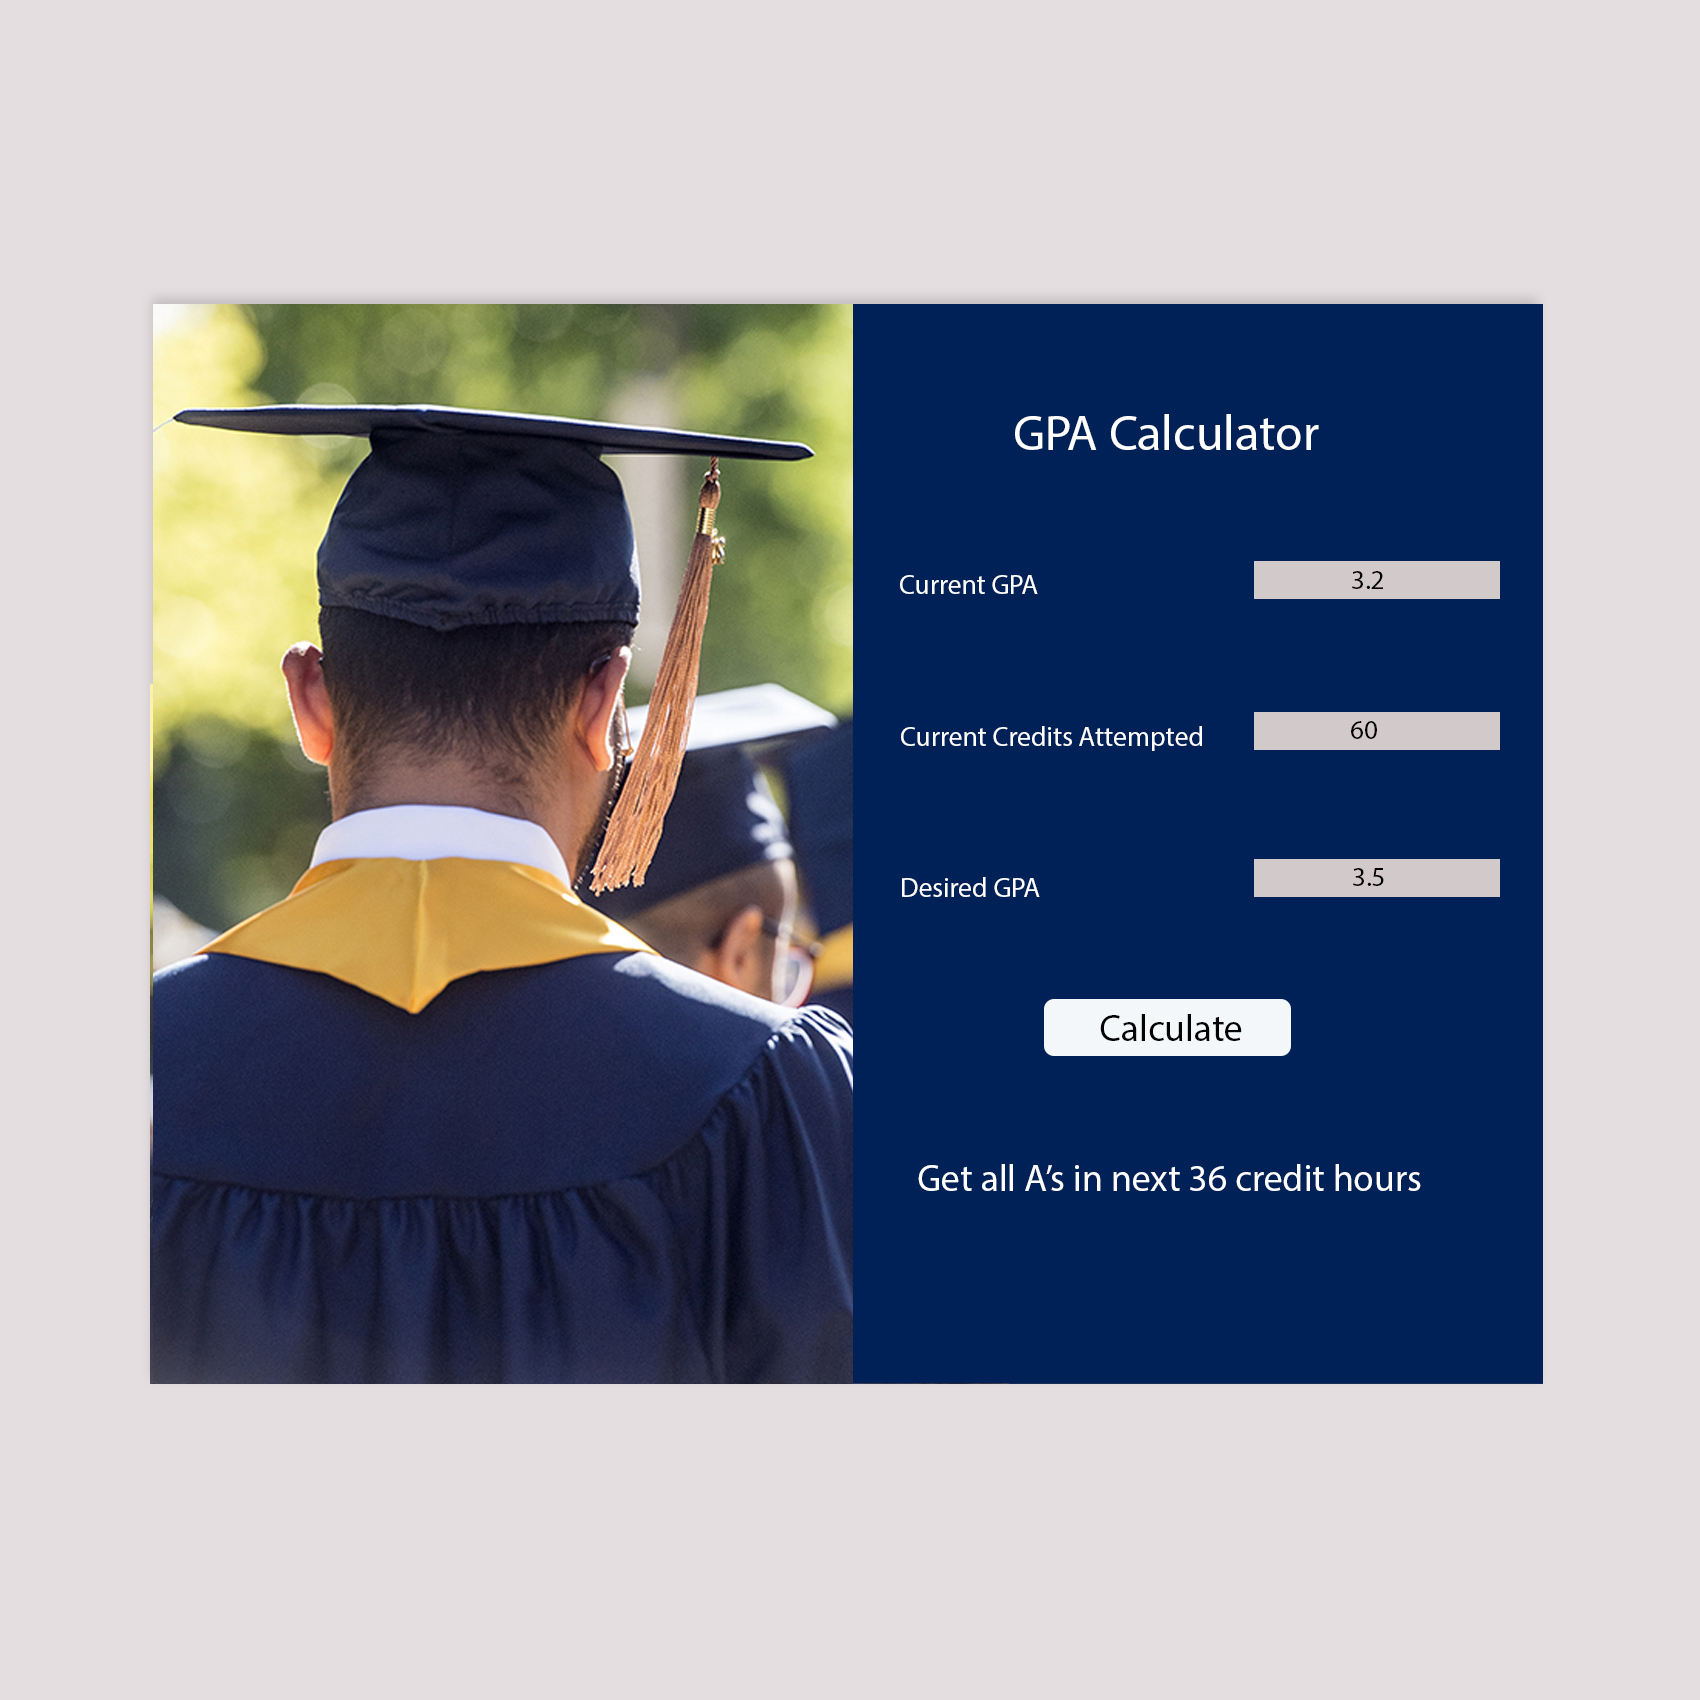 GPA Calculator
Current GPA 3.2
Current Credits Attempted 60
Desired GPA 3.5
Calculate
Get all A's in next 36 credit hours